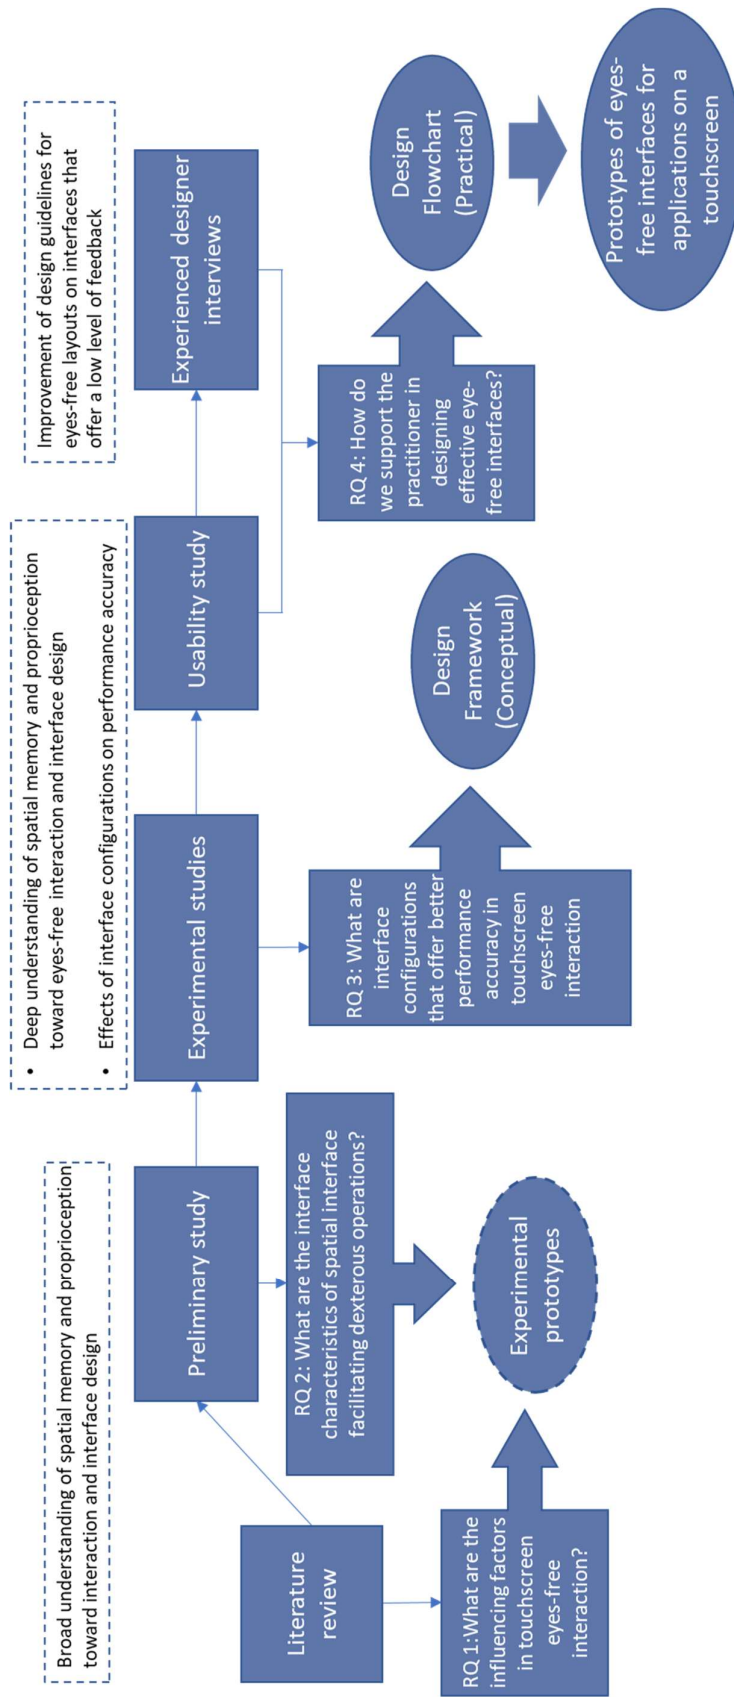 Broad understanding of spatial memory and proprioception
toward interaction and interface design
• Deep understanding of spatial memory and proprioception
toward eyes-free interaction and interface design
• Effects of interface configurations on performance accuracy
Improvement of design guidelines for
eyes-free layouts on interfaces that
offer a low level of feedback
Literature
review
Preliminary study
Experimental studies
Usability study
Experienced designer
interviews
RQ 1:What are the
influencing factors
in touchscreen
eyes-free
interaction?
RQ 2: What are the interface
characteristics of spatial interface
facilitating dexterous operations?
RQ 3: What are
interface
configurations
that offer better
performance
accuracy in
touchscreen
eyes-free
interaction
RQ 4: How do
we support the
practitioner in
designing
effective eye-
free interfaces?
Experimental
prototypes
Design
Framework
(Conceptual)
Design
Flowchart
(Practical)
Prototypes of eyes-
free interfaces for
applications on a
touchscreen